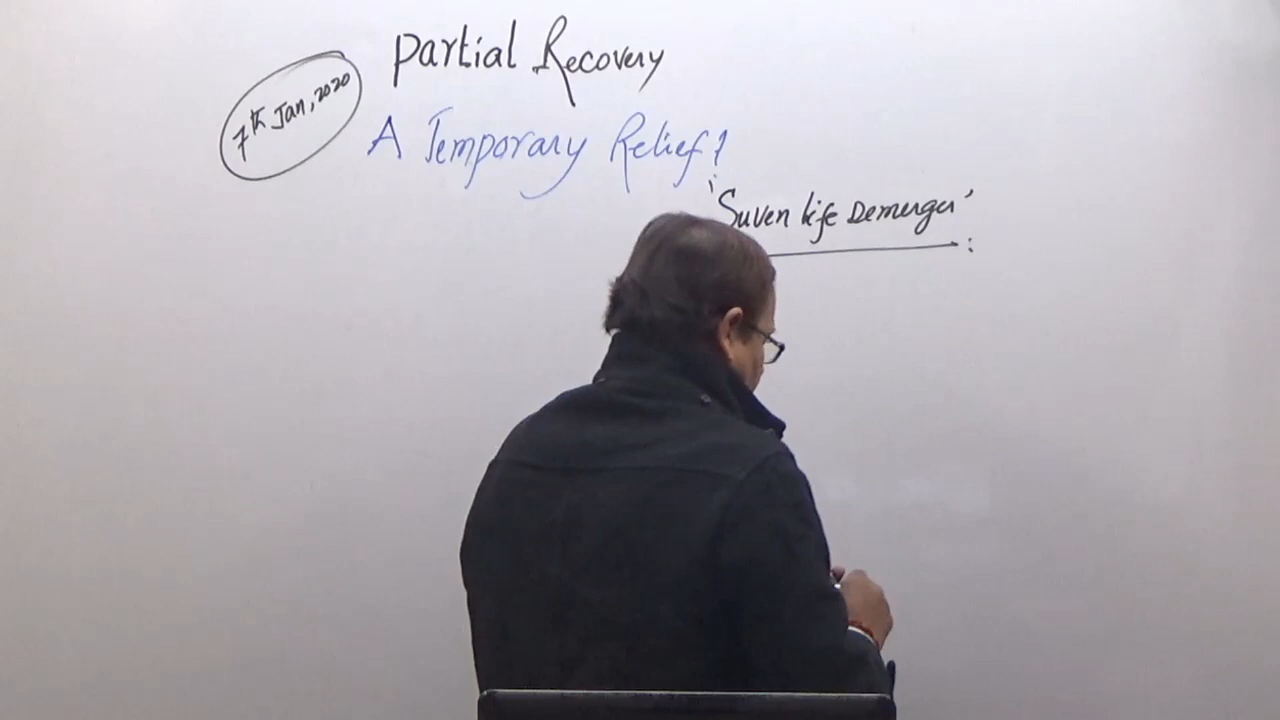 Partial Recovery
7th Jan, 2020
A Temporary Relief?
'Suven life Demerger'